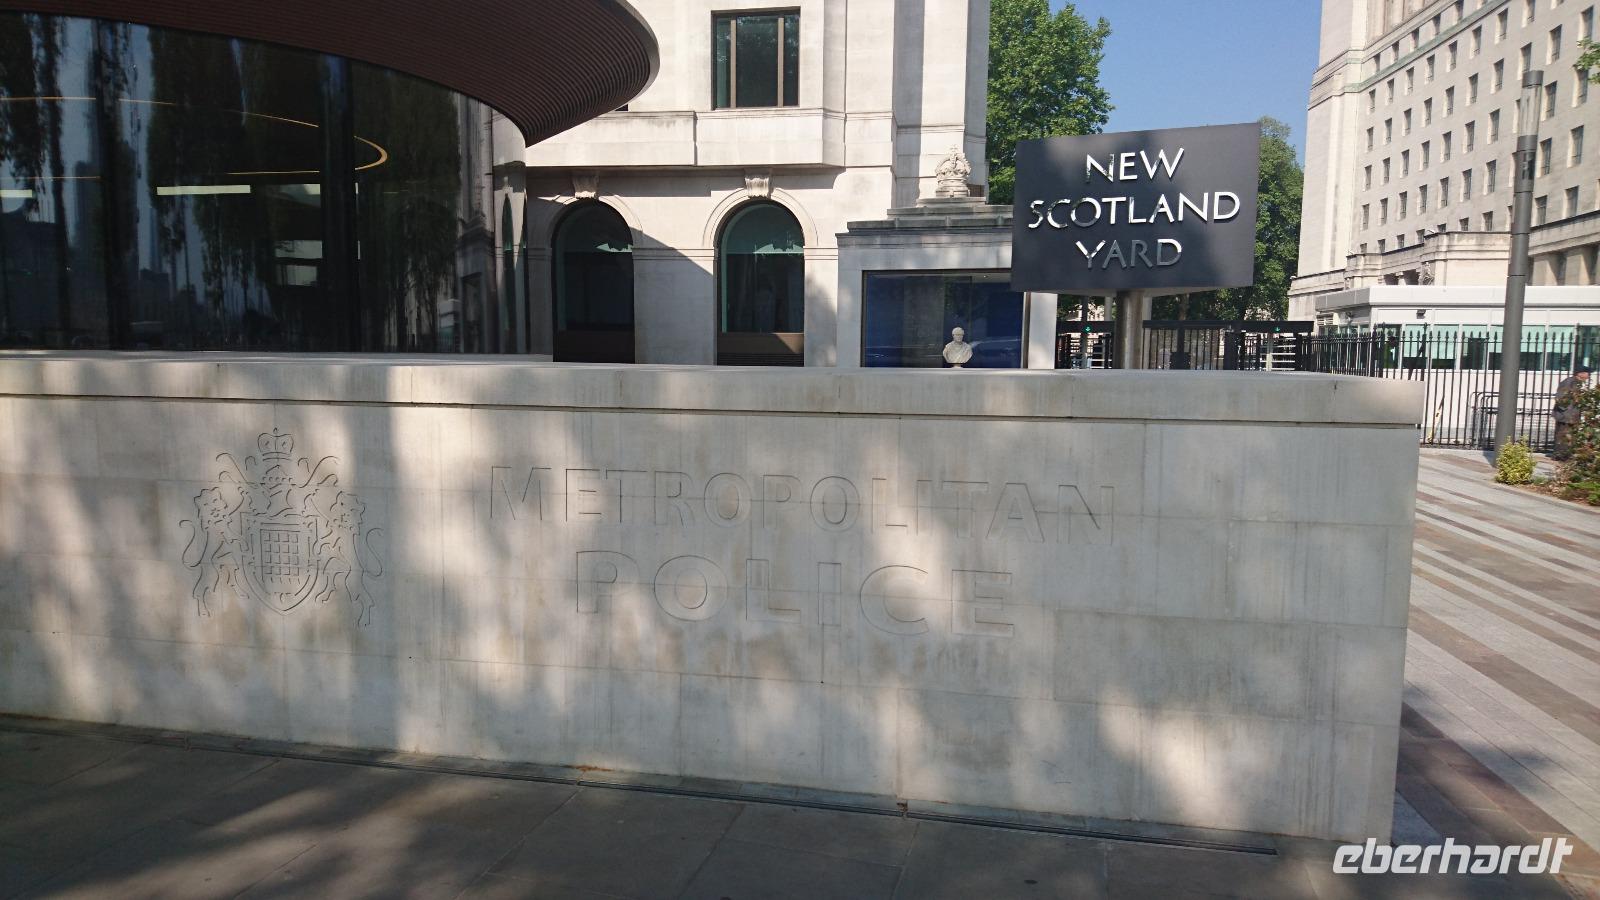 NEW
SCOTLAND
YARD
METROPOLITAN
POLICE
eberhardt